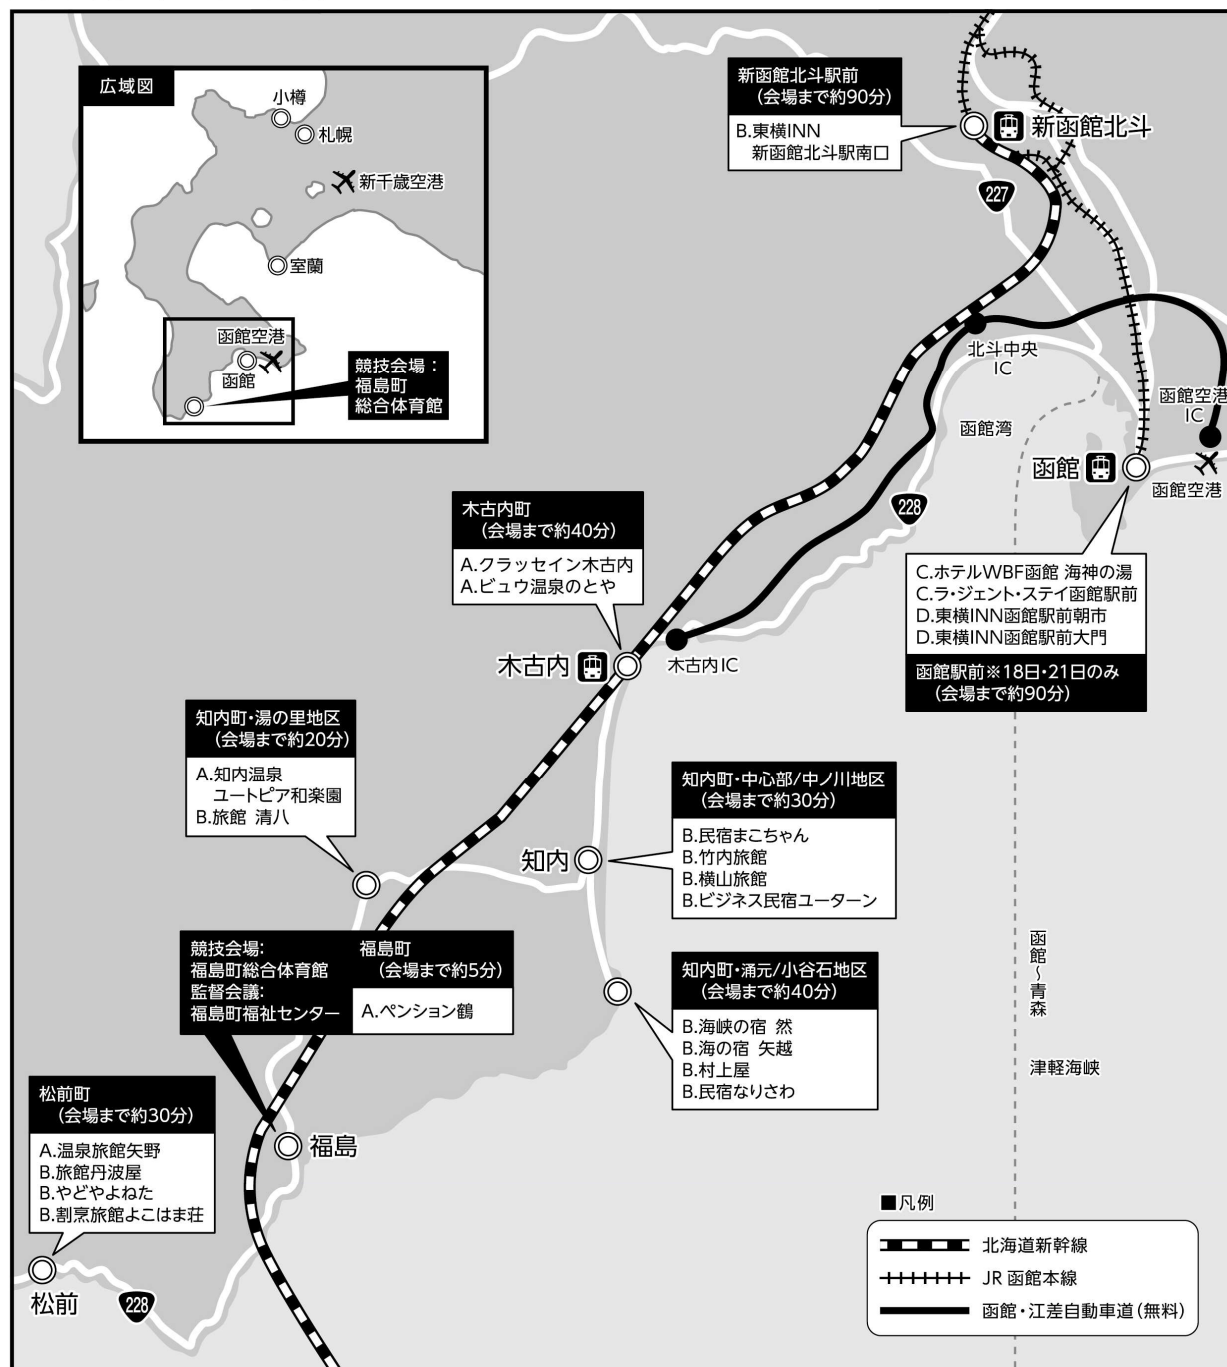 広域図
小樽
札幌
新千歳空港
室蘭
函館空港
函館
競技会場：
福島町
総合体育館
新函館北斗駅前
（会場まで約90分）
B.東横INN
新函館北斗駅南口
新函館北斗
227
北斗中央
IC
函館空港
IC
函館湾
函館
函館空港
228
木古内町
（会場まで約40分）
A.クラッセイン木古内
A.ビュウ温泉のとや
C.ホテルWBF函館 海神の湯
C.ラ・ジェント・ステイ函館駅前
D.東横INN函館駅前朝市
D.東横INN函館駅前大門
函館駅前※18日・21日のみ
（会場まで約90分）
木古内
木古内IC
知内町・湯の里地区
（会場まで約20分）
A.知内温泉
ユートピア和楽園
B.旅館 清八
知内町・中心部/中ノ川地区
（会場まで約30分）
B.民宿まこちゃん
B.竹内旅館
B.横山旅館
B.ビジネス民宿ユーターン
知内
競技会場：
福島町総合体育館
監督会議：
福島町福祉センター
福島町
（会場まで約5分）
A.ペンション鶴
知内町・涌元/小谷石地区
（会場まで約40分）
B.海峡の宿 然
B.海の宿 矢越
B.村上屋
B.民宿なりさわ
函館～青森
津軽海峡
松前町
（会場まで約30分）
A.温泉旅館矢野
B.旅館丹波屋
B.やどやよねた
B.割烹旅館よこはま荘
福島
松前
228
■凡例
北海道新幹線
JR 函館本線
函館・江差自動車道（無料）